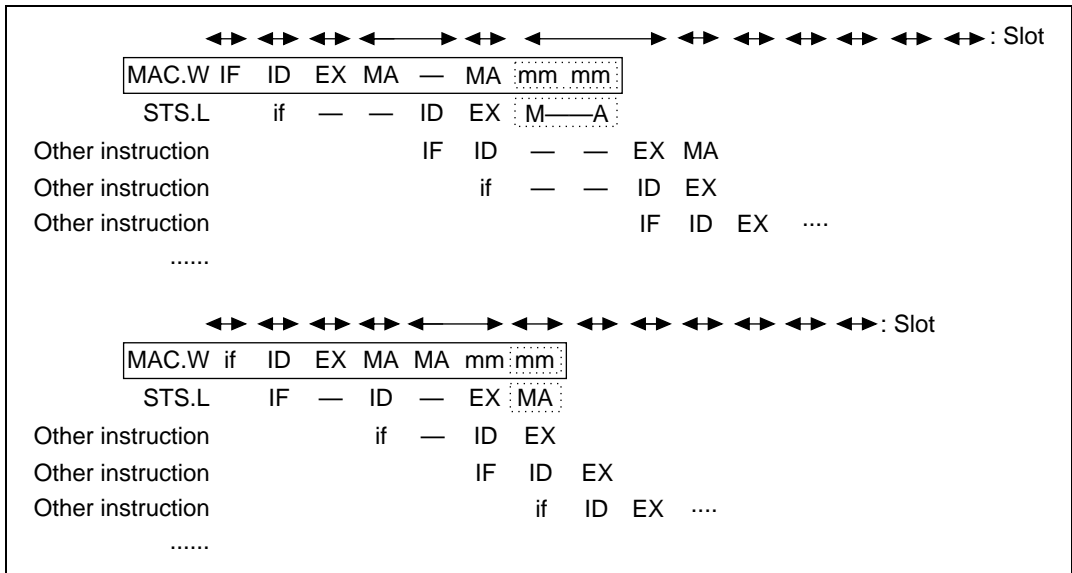 : Slot
MAC.W IF ID EX MA — MA mm mm
STS.L if — — ID EX M——A
Other instruction IF ID — — EX MA
Other instruction if — — ID EX
Other instruction IF ID EX ....
......
: Slot
MAC.W if ID EX MA MA mm mm
STS.L IF — ID — EX MA
Other instruction if — ID EX
Other instruction IF ID EX
Other instruction if ID EX ....
......